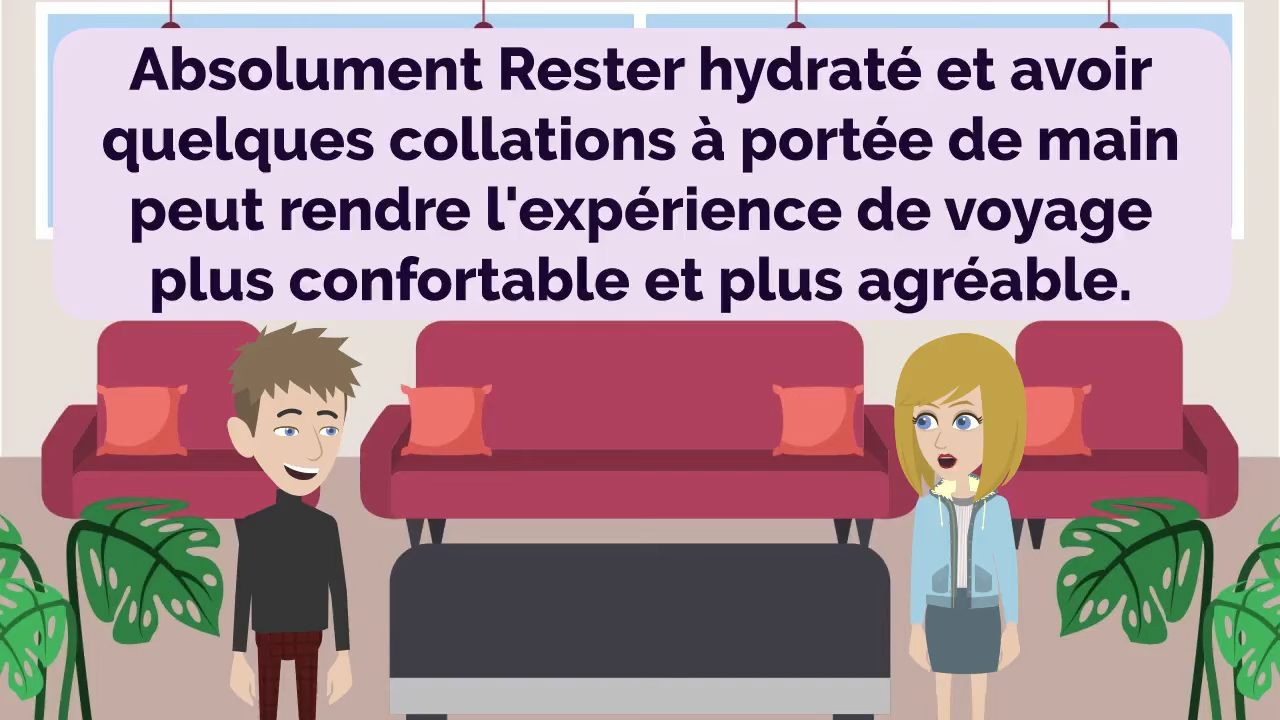 Absolument Rester hydraté et avoir
quelques collations à portée de main
peut rendre l'expérience de voyage
plus confortable et plus agréable.